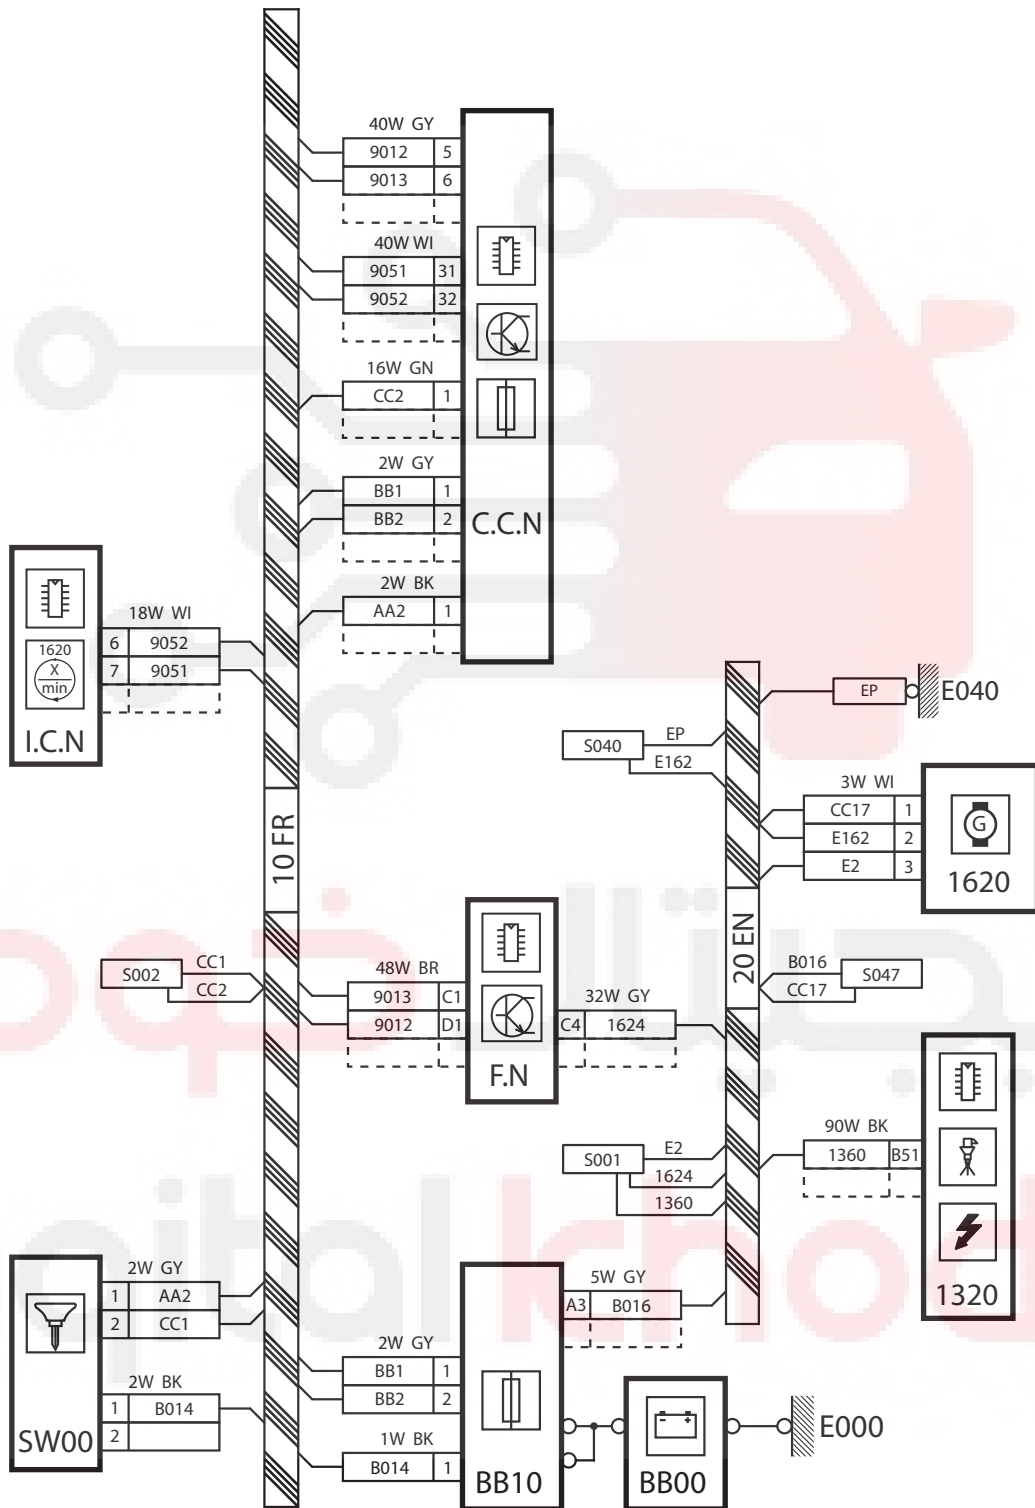 40W GY
9012 5
9013 6
40W WI
9051 31
9052 32
16W GN
CC2 1
2W GY
BB1 1
BB2 2
C.C.N
2W BK
AA2 1
18W WI
6 9052
7 9051
1620
X
min
I.C.N
EP
E040
S040
EP
E162
3W WI
CC17 1
E162 2
E2 3
G
1620
10 FR
20 EN
S002
CC1
CC2
48W BR
9013 C1
9012 D1
F.N
32W GY
C4 1624
B016
CC17
S047
90W BK
1360 B51
1320
S001
E2
1624
1360
2W GY
1 AA2
2 CC1
2W BK
1 B014
2
SW00
5W GY
A3 B016
2W GY
BB1 1
BB2 2
1W BK
B014 1
BB10
- +
BB00
E000
دیجیتال خودرو
digital khodro